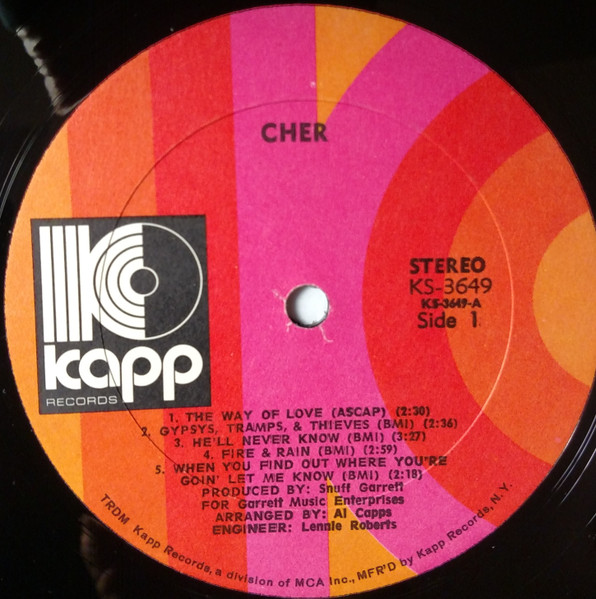 CHER
STEREO
KS-3649
KS-3649-A
Side 1
kapp
RECORDS
1. THE WAY OF LOVE (ASCAP) (2:30)
2. GYPSYS, TRAMPS, & THIEVES (BMI) (2:36)
3. HE'LL NEVER KNOW (BMI) (3:27)
4. FIRE & RAIN (BMI) (2:59)
5. WHEN YOU FIND OUT WHERE YOU'RE
GOIN' LET ME KNOW (BMI) (2:18)
PRODUCED BY: Snuff Garrett
FOR Garrett Music Enterprises
ARRANGED BY: Al Capps
ENGINEER: Lennie Roberts
TRDM Kapp Records, a division of MCA Inc., MFR'D by Kapp Records, N.Y.